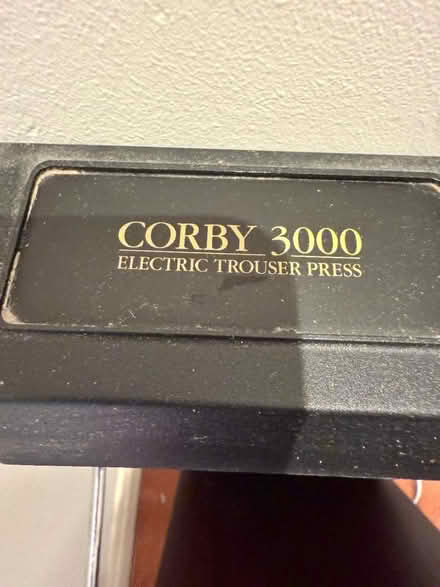 CORBY 3000
ELECTRIC TROUSER PRESS